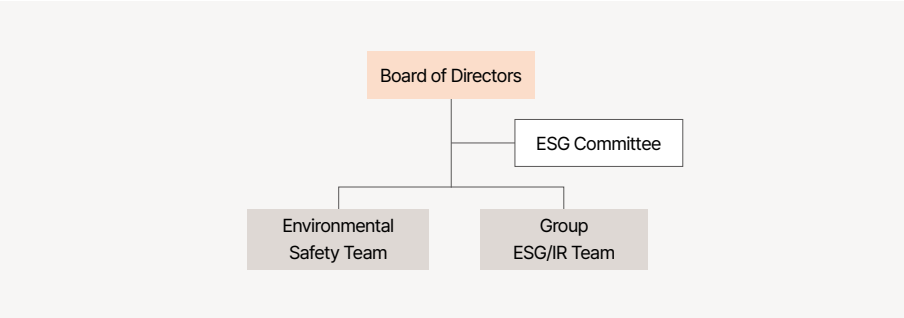 Board of Directors
ESG Committee
Environmental
Safety Team
Group
ESG/IR Team